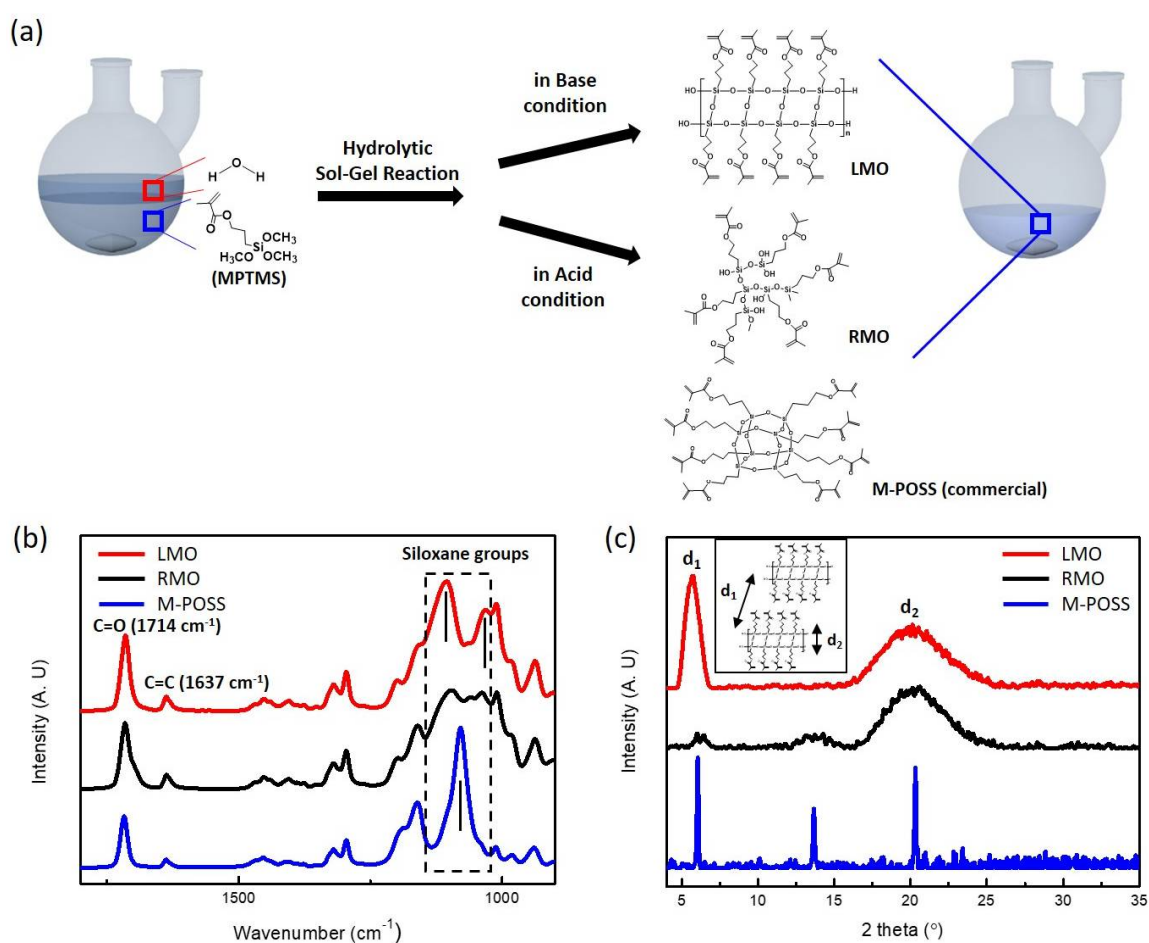 (a)
H
O
H
O
O
Si
OCH3
OCH3
H3CO
(MPTMS)
Hydrolytic
Sol-Gel Reaction
in Base
condition
in Acid
condition
LMO
RMO
M-POSS (commercial)
(b)
LMO
RMO
M-POSS
Siloxane groups
C=O (1714 cm-1)
C=C (1637 cm-1)
Intensity (A. U)
1500
1000
Wavenumber (cm-1)
(c)
d1
d1
d2
d2
LMO
RMO
M-POSS
Intensity (A. U)
5 10 15 20 25 30 35
2 theta (°)